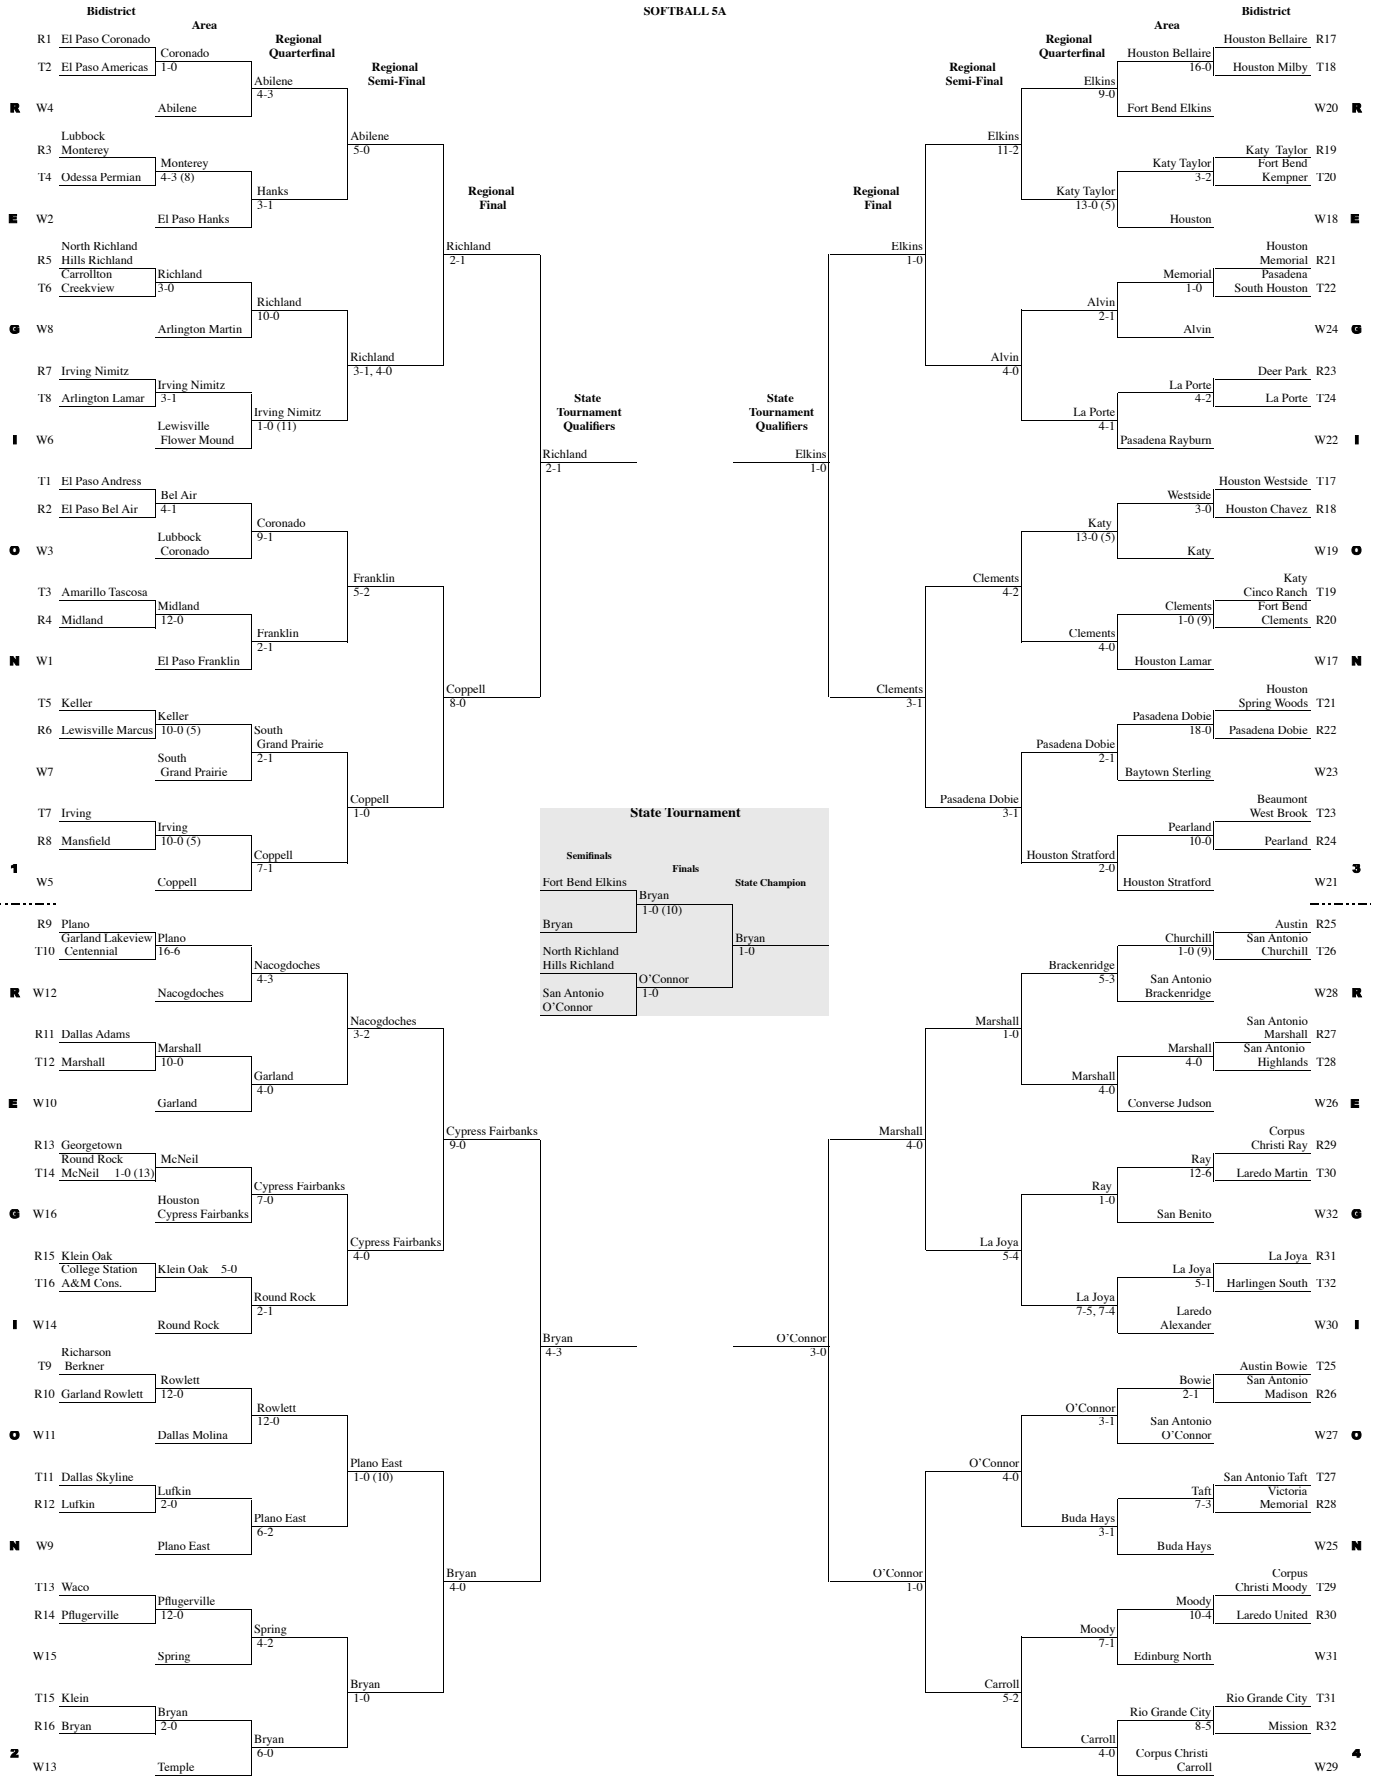 SOFTBALL 5A
Bidistrict
Area
Regional
Quarterfinal
Regional
Semi-Final
Regional
Final
State
Tournament
Qualifiers
R1 El Paso Coronado
Coronado
T2 El Paso Americas
1-0
Abilene
4-3
R W4 Abilene
Lubbock
R3 Monterey
Abilene
5-0
Monterey
T4 Odessa Permian
4-3 (8)
Hanks
3-1
E W2 El Paso Hanks
North Richland
R5 Hills Richland
Richland
2-1
Carrollton
Richland
T6 Creekview
3-0
Richland
10-0
G W8 Arlington Martin
R7 Irving Nimitz
Richland
3-1, 4-0
Irving Nimitz
T8 Arlington Lamar
3-1
Irving Nimitz
1-0 (11)
Lewisville
I W6 Flower Mound
Richland
2-1
T1 El Paso Andress
Bel Air
R2 El Paso Bel Air
4-1
Coronado
9-1
Lubbock
O W3 Coronado
T3 Amarillo Tascosa
Franklin
5-2
Midland
R4 Midland
12-0
Franklin
2-1
N W1 El Paso Franklin
T5 Keller
Coppell
8-0
Keller
R6 Lewisville Marcus
10-0 (5)
South
Grand Prairie
2-1
South
W7 Grand Prairie
T7 Irving
Coppell
1-0
Irving
R8 Mansfield
10-0 (5)
Coppell
7-1
1
W5 Coppell
R9 Plano
Garland Lakeview
Plano
T10 Centennial
16-6
Nacogdoches
4-3
R W12 Nacogdoches
R11 Dallas Adams
Nacogdoches
3-2
Marshall
T12 Marshall
10-0
Garland
4-0
E W10 Garland
R13 Georgetown
Cypress Fairbanks
9-0
Round Rock
McNeil
T14 McNeil 1-0 (13)
Cypress Fairbanks
7-0
Houston
G W16 Cypress Fairbanks
R15 Klein Oak
Cypress Fairbanks
4-0
College Station
Klein Oak 5-0
T16 A&M Cons.
Round Rock
2-1
I W14 Round Rock
Bryan
4-3
Richarson
T9 Berkner
Rowlett
R10 Garland Rowlett
12-0
Rowlett
12-0
O W11 Dallas Molina
T11 Dallas Skyline
Plano East
1-0 (10)
Lufkin
R12 Lufkin
2-0
Plano East
6-2
N W9 Plano East
T13 Waco
Bryan
4-0
Pflugerville
R14 Pflugerville
12-0
Spring
4-2
W15 Spring
T15 Klein
Bryan
1-0
Bryan
R16 Bryan
2-0
Bryan
6-0
2
W13 Temple
State Tournament
Semifinals
Finals
State Champion
Fort Bend Elkins
Bryan
1-0 (10)
Bryan
Bryan
1-0
North Richland
Hills Richland
O'Connor
1-0
San Antonio
O'Connor
Bidistrict
Area
Regional
Quarterfinal
Regional
Semi-Final
Regional
Final
State
Tournament
Qualifiers
Houston Bellaire R17
Houston Bellaire
16-0
Houston Milby T18
Elkins
9-0
Fort Bend Elkins W20 R
Elkins
11-2
Katy Taylor R19
Katy Taylor
3-2
Fort Bend
Kempner T20
Katy Taylor
13-0 (5)
Houston W18 E
Elkins
1-0
Houston
Memorial R21
Memorial
1-0
Pasadena
South Houston T22
Alvin
2-1
Alvin W24 G
Alvin
4-0
Deer Park R23
La Porte
4-2
La Porte T24
La Porte
4-1
Pasadena Rayburn W22 I
Elkins
1-0
Houston Westside T17
Westside
3-0
Houston Chavez R18
Katy
13-0 (5)
Katy W19 O
Clements
4-2
Katy
Cinco Ranch T19
Clements
1-0 (9)
Fort Bend
Clements R20
Clements
4-0
Houston Lamar W17 N
Clements
3-1
Houston
Spring Woods T21
Pasadena Dobie
18-0
Pasadena Dobie R22
Pasadena Dobie
2-1
Baytown Sterling W23
Pasadena Dobie
3-1
Beaumont
West Brook T23
Pearland
10-0
Pearland R24
Houston Stratford
2-0
3
Houston Stratford W21
Austin R25
Churchill
1-0 (9)
San Antonio
Churchill T26
Brackenridge
5-3
San Antonio
Brackenridge W28 R
Marshall
1-0
San Antonio
Marshall R27
Marshall
4-0
San Antonio
Highlands T28
Marshall
4-0
Converse Judson W26 E
Marshall
4-0
Corpus
Christi Ray R29
Ray
12-6
Laredo Martin T30
Ray
1-0
San Benito W32 G
La Joya
5-4
La Joya R31
La Joya
5-1
Harlingen South T32
La Joya
7-5, 7-4
Laredo
Alexander W30 I
O'Connor
3-0
Austin Bowie T25
Bowie
2-1
San Antonio
Madison R26
O'Connor
3-1
San Antonio
O'Connor W27 O
O'Connor
4-0
San Antonio Taft T27
Taft
7-3
Victoria
Memorial R28
Buda Hays
3-1
Buda Hays W25 N
O'Connor
1-0
Corpus
Christi Moody T29
Moody
10-4
Laredo United R30
Moody
7-1
Edinburg North W31
Carroll
5-2
Rio Grande City T31
Rio Grande City
8-5
Mission R32
Carroll
4-0
4
Corpus Christi
Carroll W29